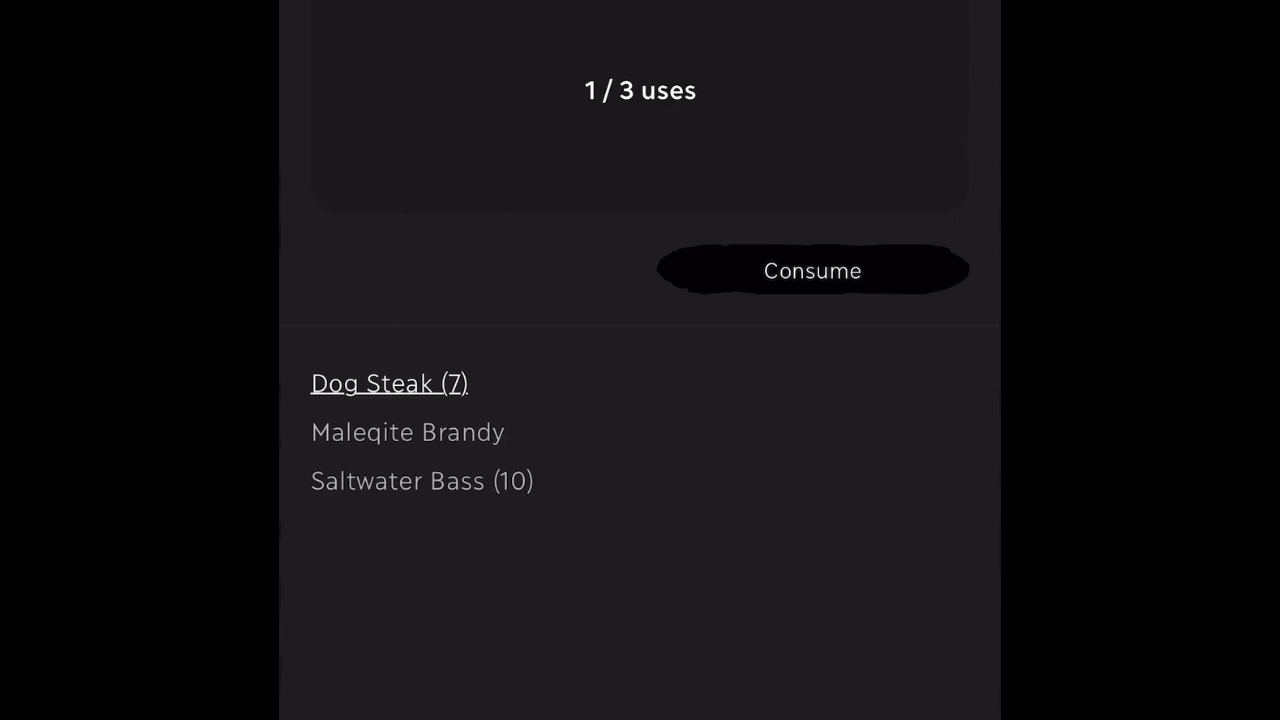 1 / 3 uses
Consume
Dog Steak (7)
Maleqite Brandy
Saltwater Bass (10)